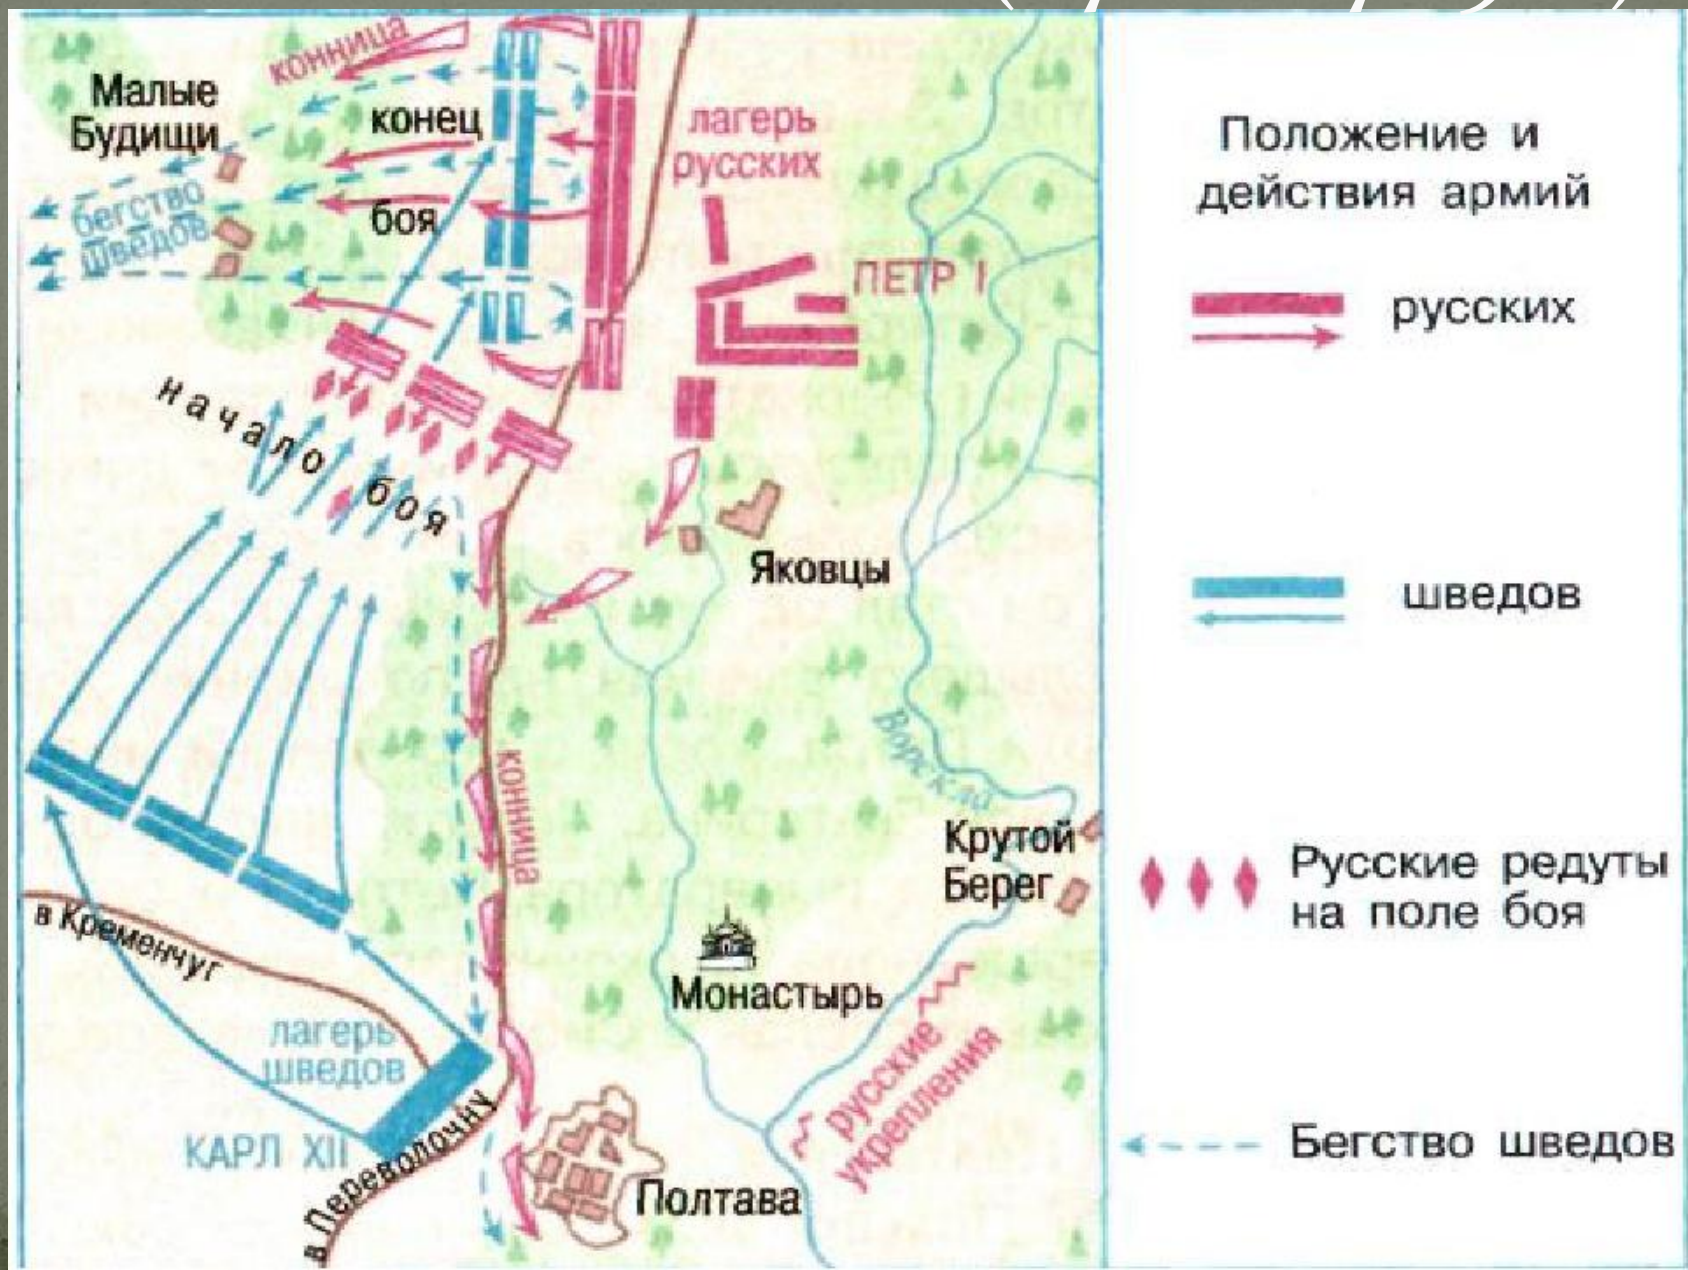 конница
Малые
Будищи
конец
боя
бегство
шведов
лагерь
русских
ПЕТР I
начало боя
Яковцы
Ворскла
конница
Крутой
Берег
Монастырь
в Кременчуг
лагерь
шведов
КАРЛ XII
в Переволочну
русские
укрепления
Полтава
Положение и
действия армий
русских
шведов
Русские редуты
на поле боя
Бегство шведов